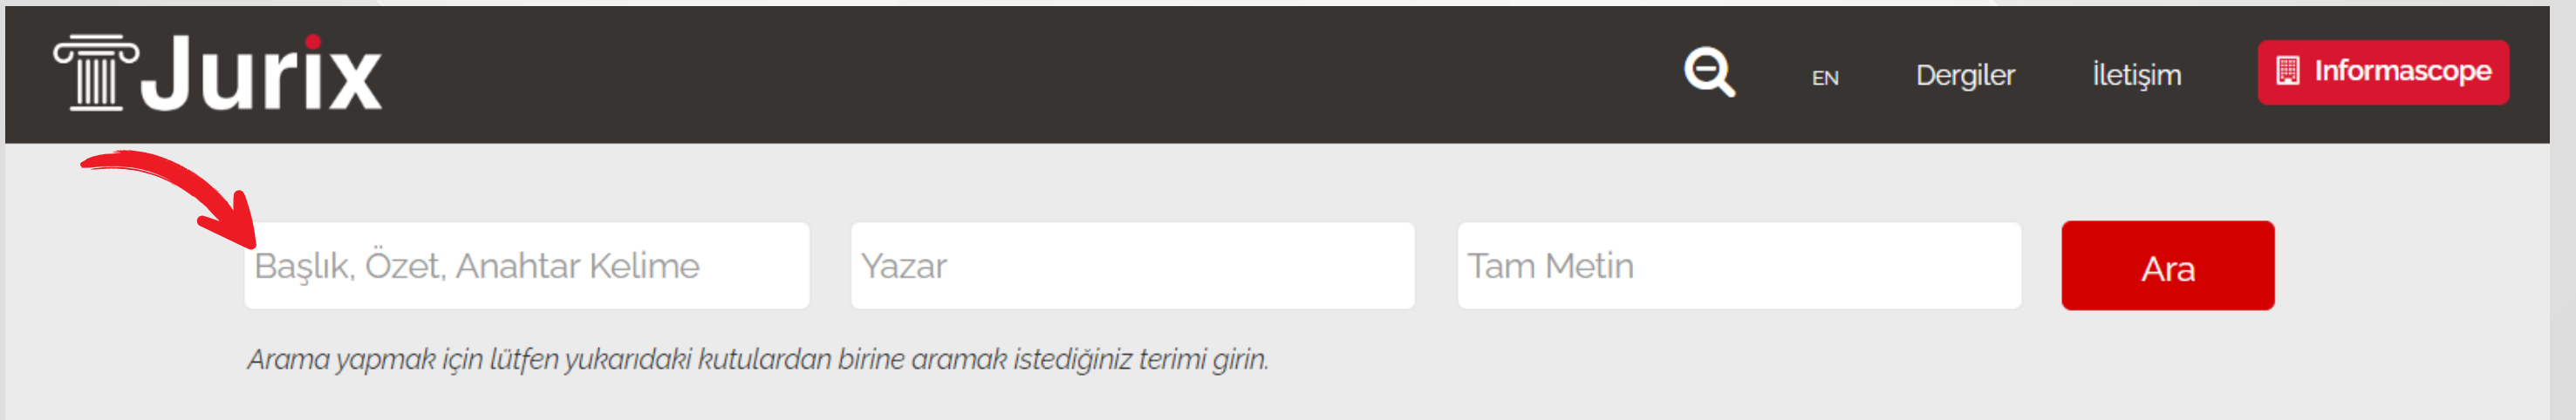 Jurix
EN Dergiler İletişim Informascope
Başlık, Özet, Anahtar Kelime Yazar Tam Metin Ara
Arama yapmak için lütfen yukarıdaki kutulardan birine aramak istediğiniz terimi girin.